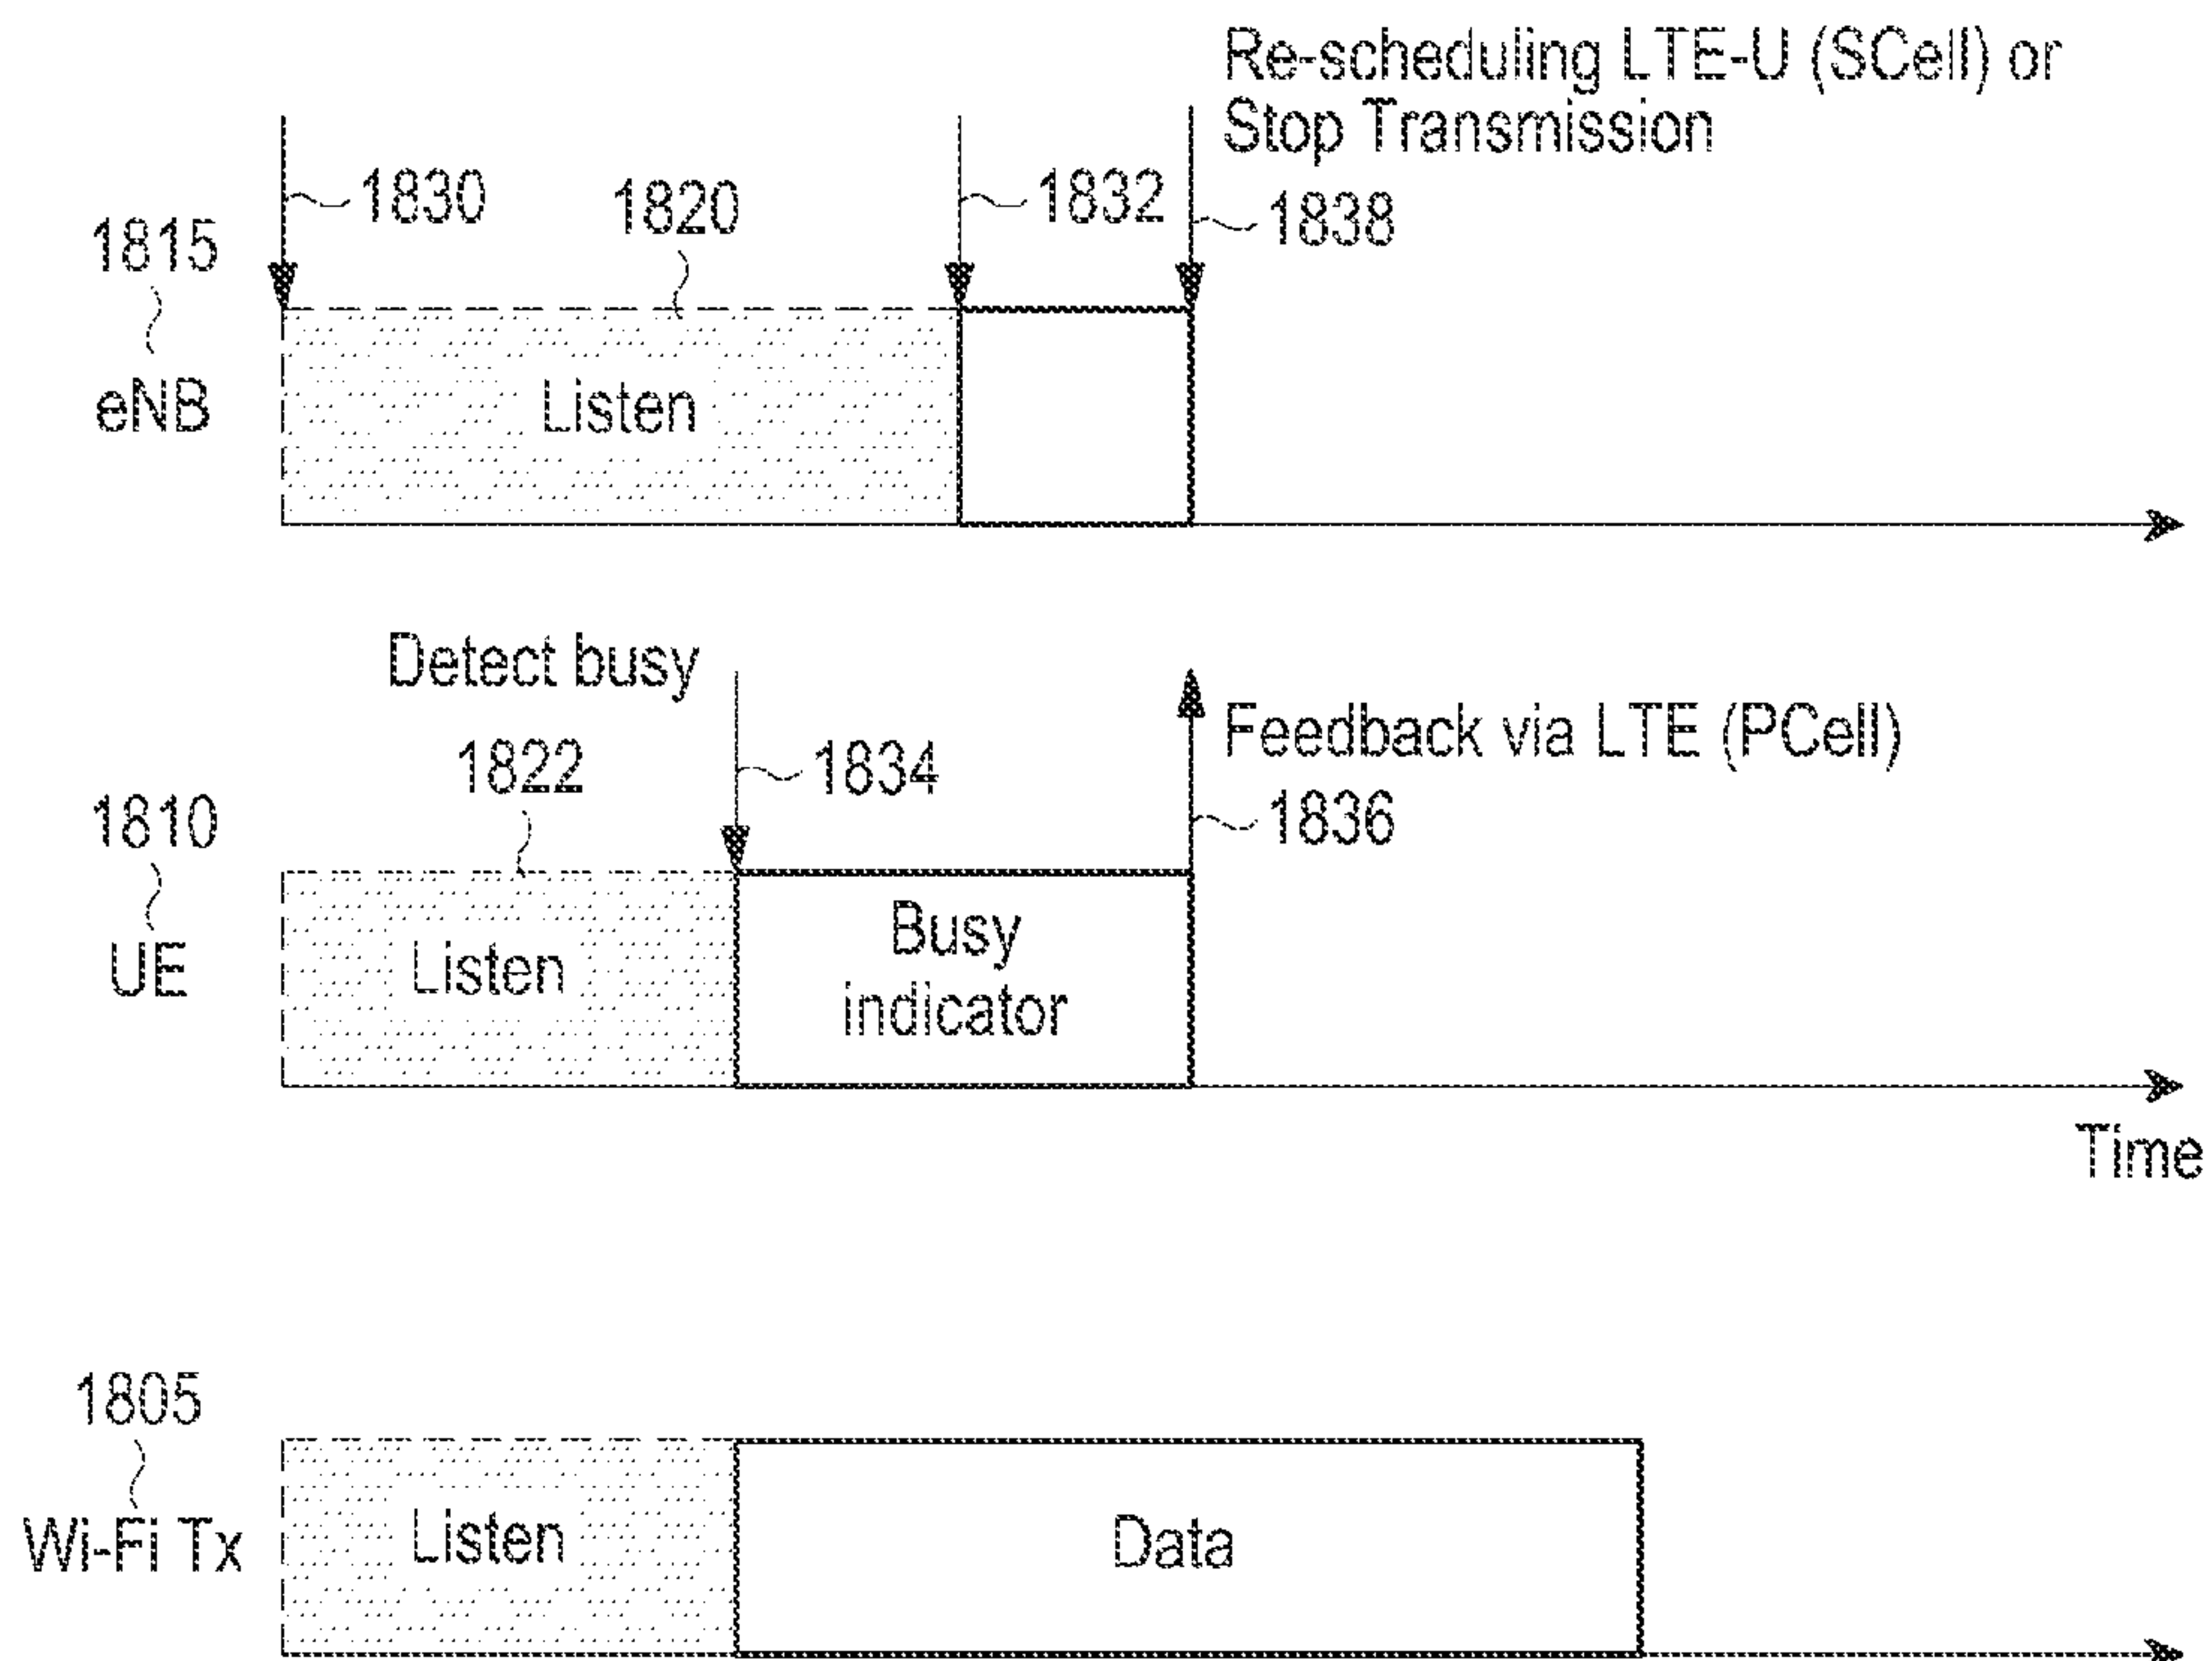 Re-scheduling LTE-U (SCell) or
Stop Transmission
1830
1820
1832
1838
1815
eNB
Listen
Detect busy
1822
1834
Feedback via LTE (PCell)
1836
1810
UE
Listen
Busy
indicator
Time
1805
Wi-Fi Tx
Listen
Data